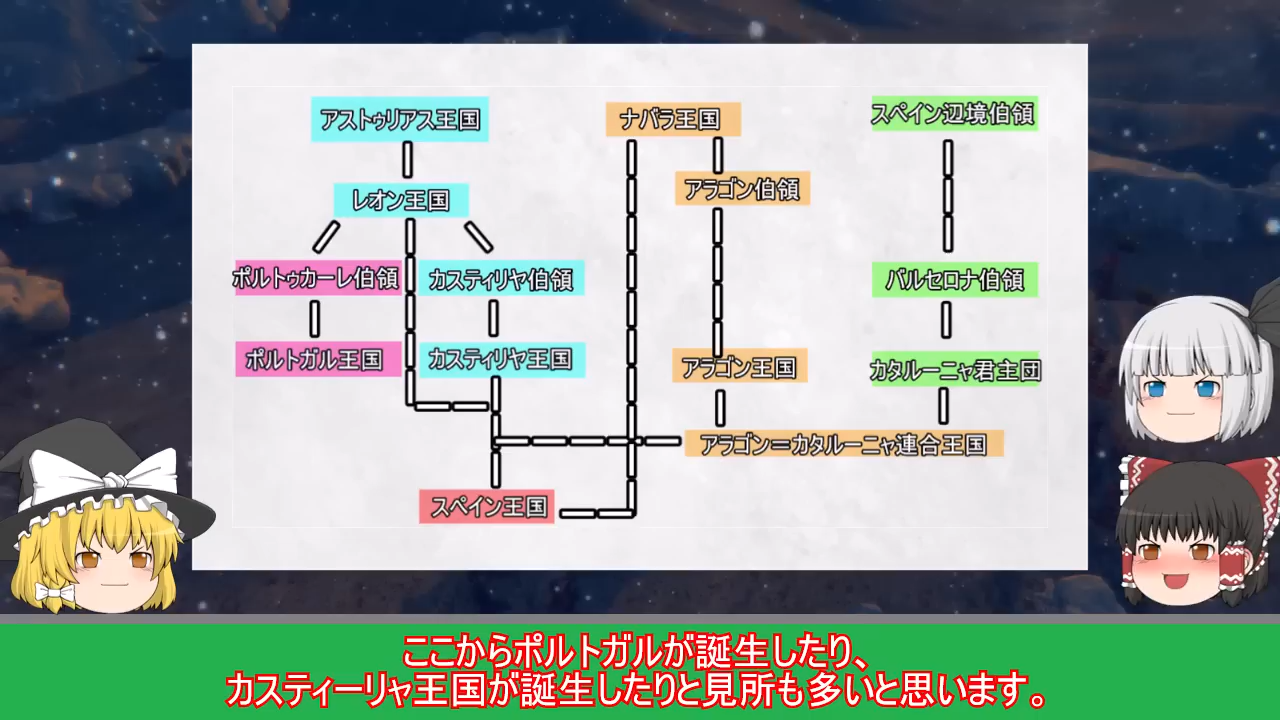 アストゥリアス王国
ナバラ王国
スペイン辺境伯領
レオン王国
アラゴン伯領
ポルトゥカーレ伯領
カスティリヤ伯領
バルセロナ伯領
ポルトガル王国
カスティリヤ王国
アラゴン王国
カタルーニャ君主団
アラゴン＝カタルーニャ連合王国
スペイン王国
ここからポルトガルが誕生したり、
カスティーリャ王国が誕生したりと見所も多いと思います。